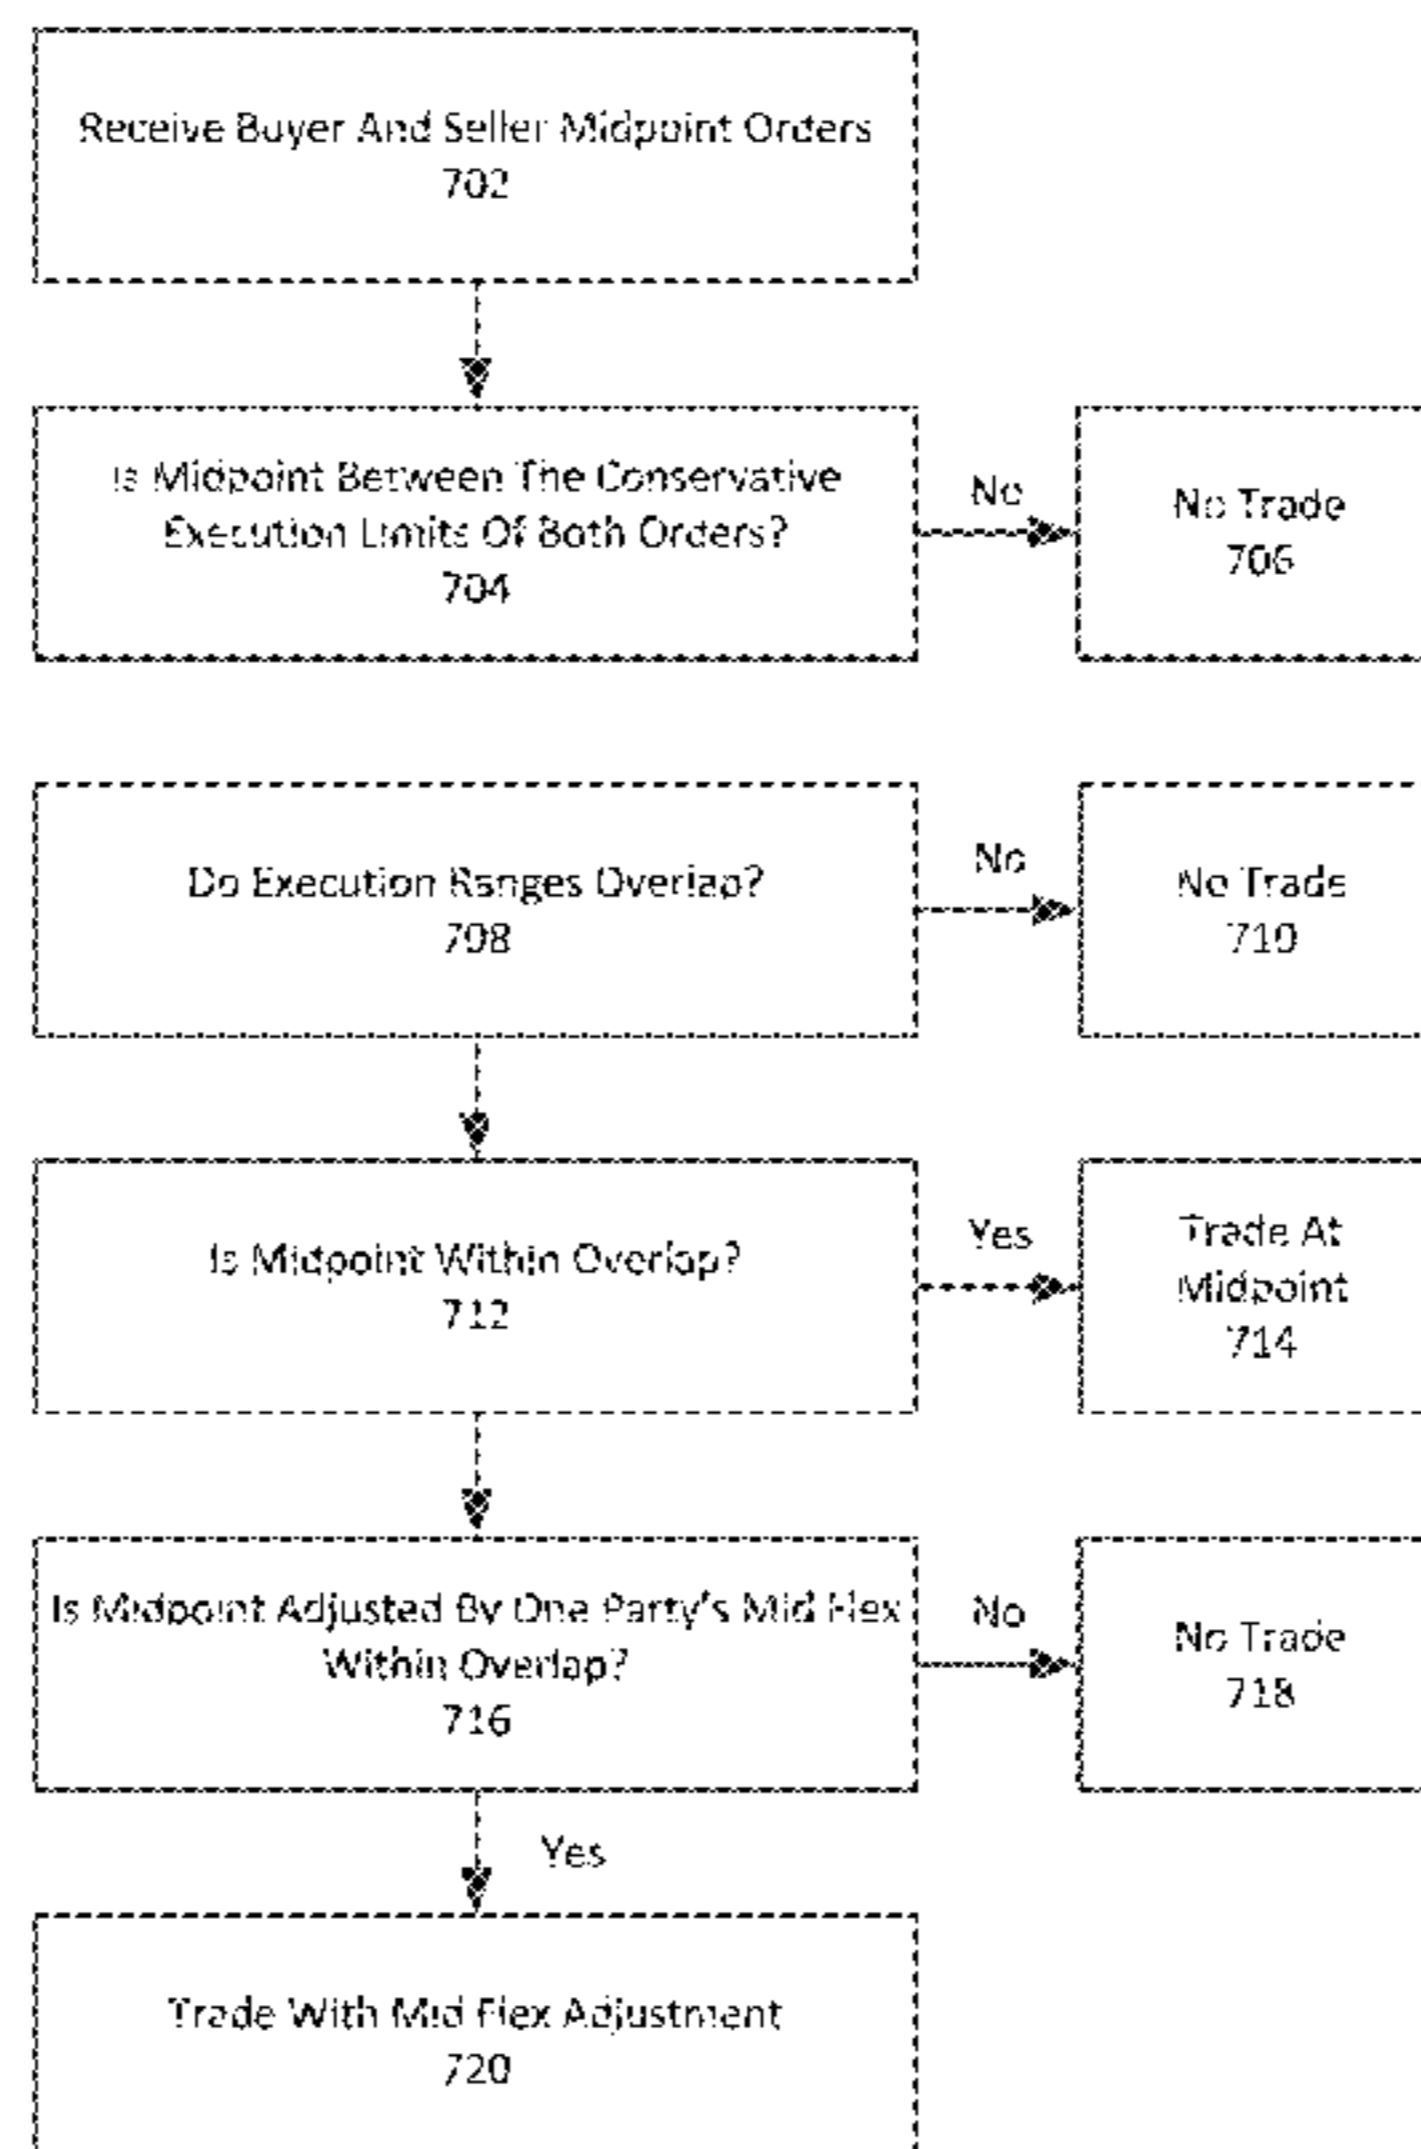 Receive Buyer And Seller Midpoint Orders
702
Is Midpoint Between The Conservative
Execution Limits Of Both Orders?
704
No
No Trade
706
Do Execution Ranges Overlap?
708
No
No Trade
710
Is Midpoint Within Overlap?
712
Yes
Trade At
Midpoint
714
Is Midpoint Adjusted By One Party's Mid Flex
Within Overlap?
716
No
No Trade
718
Yes
Trade With Mid Flex Adjustment
720